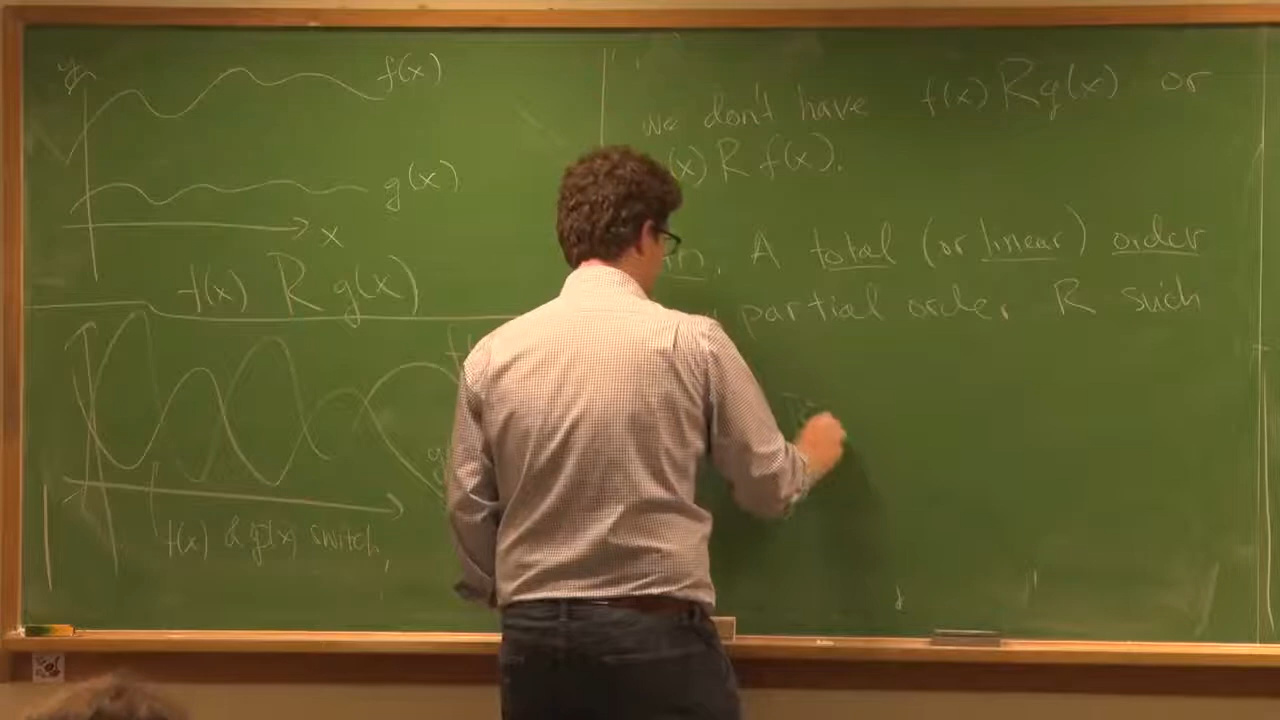 y
f(x)
g(x)
x
f(x) R g(x)
f(x) & g(x) switch.
we don't have f(x) R g(x) or
(x) R f(x).
n. A total (or linear) order
partial order R such